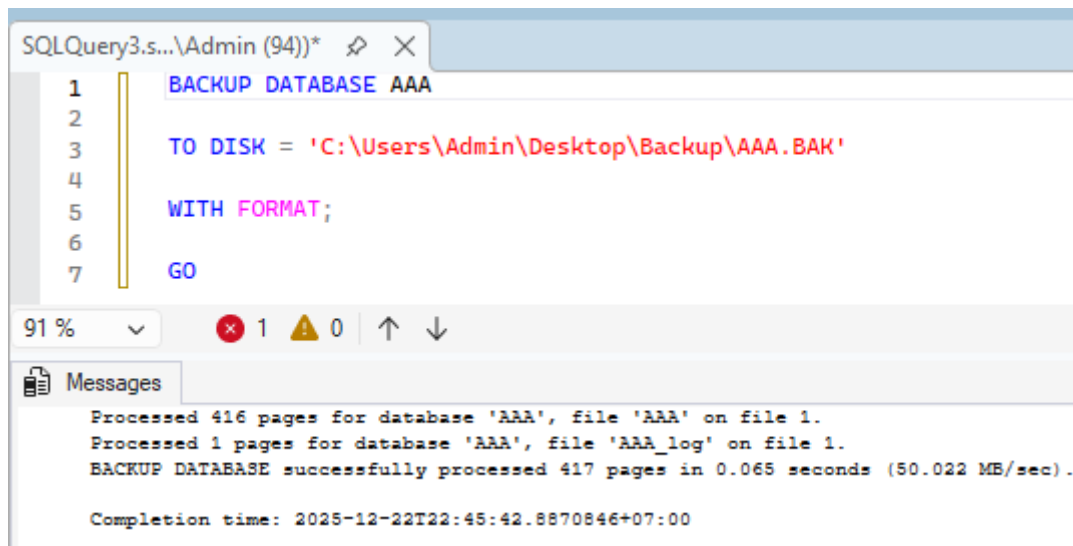 SQLQuery3.s...\Admin (94))*
1 BACKUP DATABASE AAA
2
3 TO DISK = 'C:\Users\Admin\Desktop\Backup\AAA.BAK'
4
5 WITH FORMAT;
6
7 GO
91 % 1 0
Messages
Processed 416 pages for database 'AAA', file 'AAA' on file 1.
Processed 1 pages for database 'AAA', file 'AAA_log' on file 1.
BACKUP DATABASE successfully processed 417 pages in 0.065 seconds (50.022 MB/sec).
Completion time: 2025-12-22T22:45:42.8870846+07:00